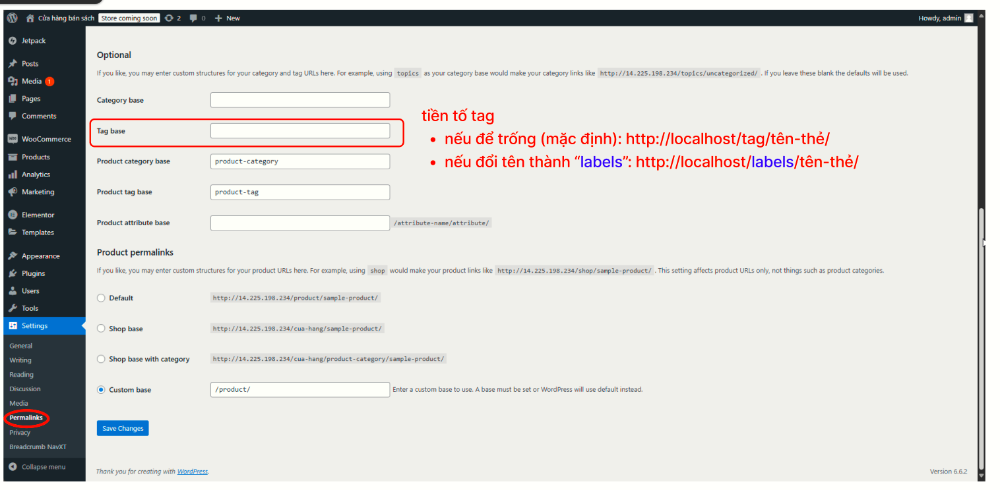 Cửa hàng bán sách Store coming soon 2 0 + New Howdy, admin
Jetpack
Posts
Media 1
Pages
Comments
WooCommerce
Products
Analytics
Marketing
Elementor
Templates
Appearance
Plugins
Users
Tools
Settings
General
Writing
Reading
Discussion
Media
Permalinks
Privacy
Breadcrumb NavXT
Collapse menu
Optional
If you like, you may enter custom structures for your category and tag URLs here. For example, using topics as your category base would make your category links like http://14.225.198.234/topics/uncategorized/ . If you leave these blank the defaults will be used.
Category base
Tag base
tiền tố tag
• nếu để trống (mặc định): http://localhost/tag/tên-thẻ/
• nếu đổi tên thành “labels”: http://localhost/labels/tên-thẻ/
Product category base product-category
Product tag base product-tag
Product attribute base /attribute-name/attribute/
Product permalinks
If you like, you may enter custom structures for your product URLs here. For example, using shop would make your product links like http://14.225.198.234/shop/sample-product/ . This setting affects product URLs only, not things such as product categories.
Default http://14.225.198.234/product/sample-product/
Shop base http://14.225.198.234/cua-hang/sample-product/
Shop base with category http://14.225.198.234/cua-hang/product-category/sample-product/
Custom base /product/ Enter a custom base to use. A base must be set or WordPress will use default instead.
Save Changes
Thank you for creating with WordPress. Version 6.6.2